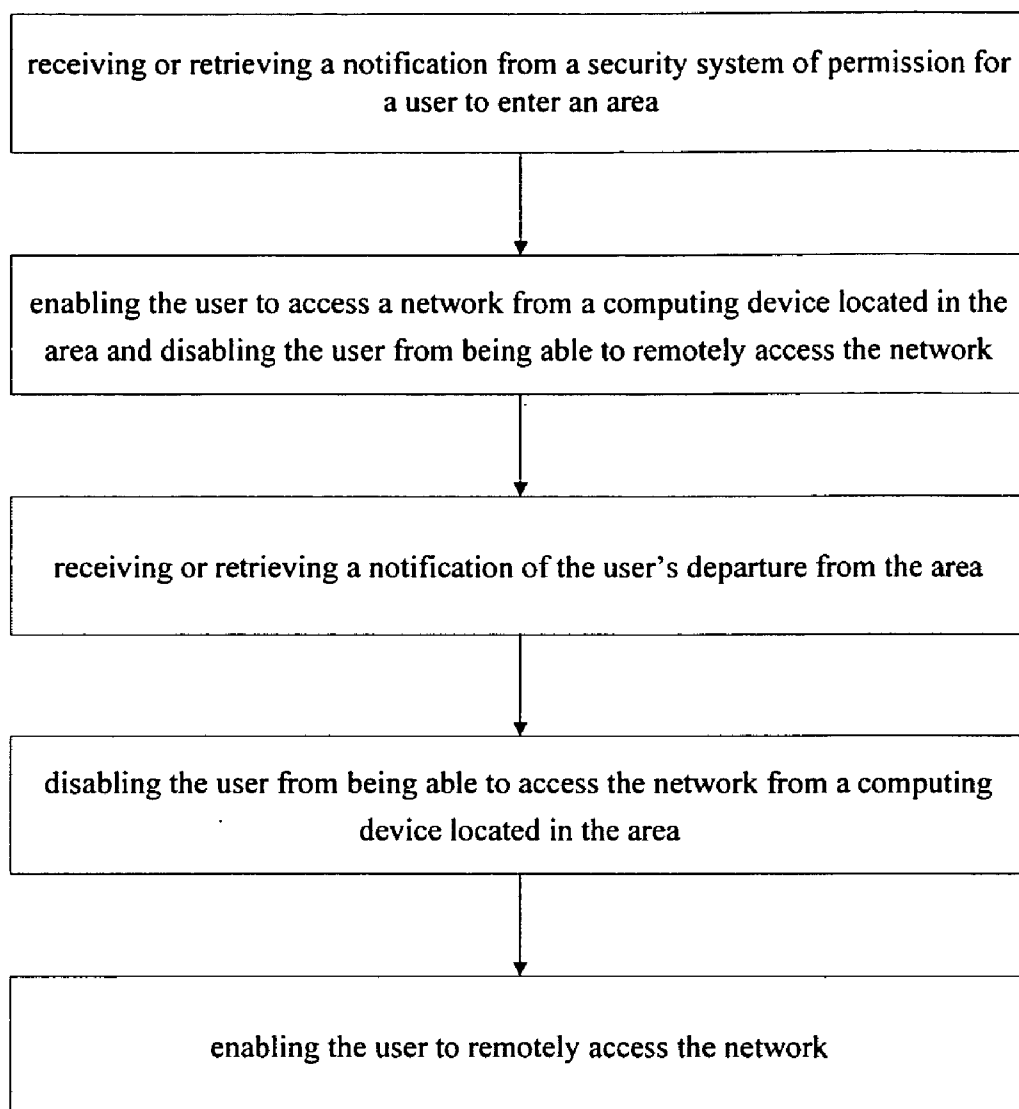 receiving or retrieving a notification from a security system of permission for
a user to enter an area
enabling the user to access a network from a computing device located in the
area and disabling the user from being able to remotely access the network
receiving or retrieving a notification of the user’s departure from the area
disabling the user from being able to access the network from a computing
device located in the area
enabling the user to remotely access the network